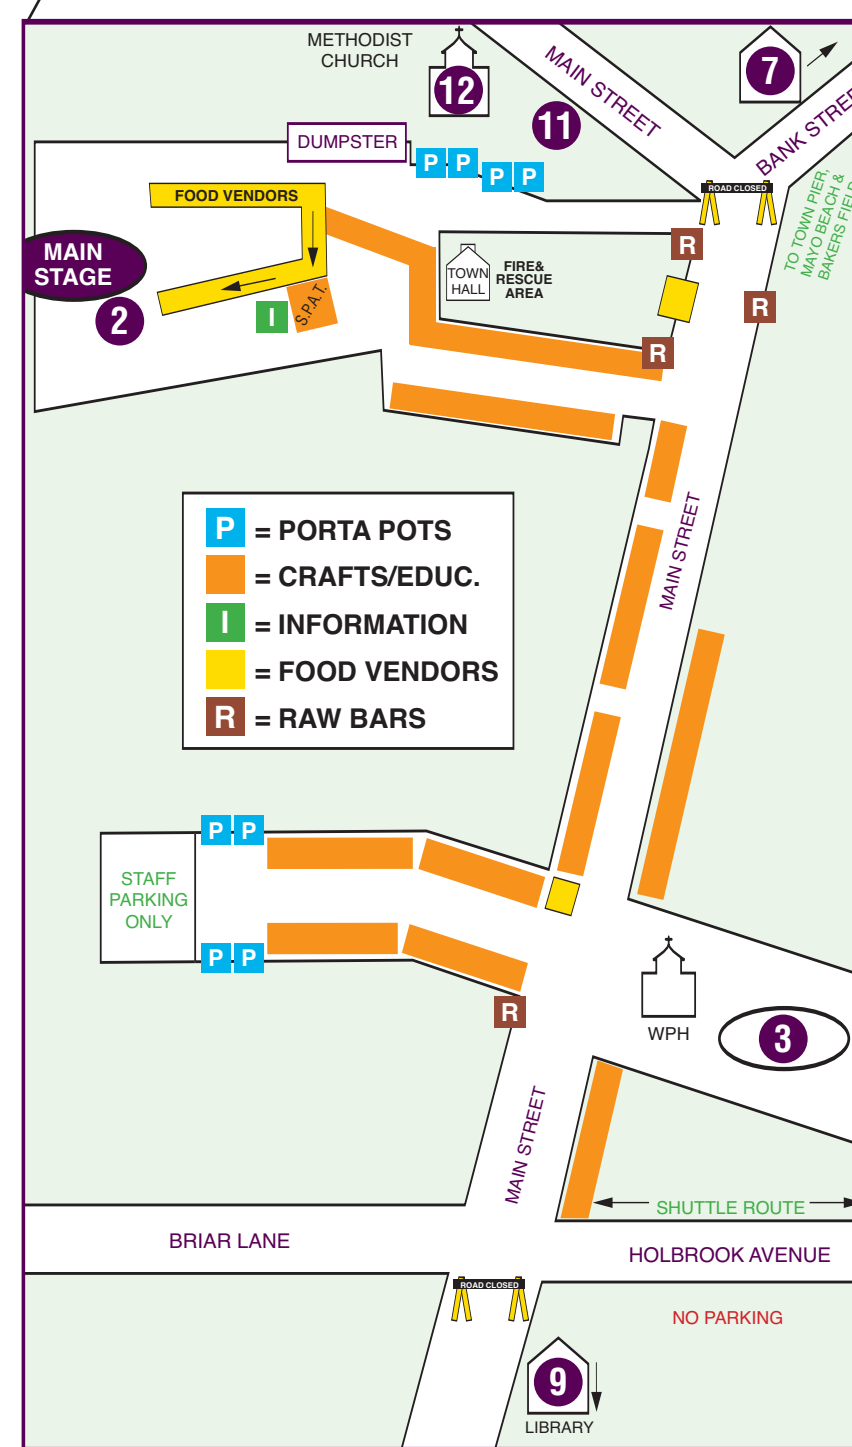 METHODIST
CHURCH
12
11
MAIN STREET
7
BANK STREE
ROAD CLOSED
DUMPSTER
P P P P
FOOD VENDORS
MAIN
STAGE
2
I
S.P.A.T.
TOWN
HALL
FIRE&
RESCUE
AREA
R
R
R
TO TOWN PIER,
MAYO BEACH &
BAKERS FIELD
MAIN STREET
P = PORTA POTS
= CRAFTS/EDUC.
I = INFORMATION
= FOOD VENDORS
R = RAW BARS
P P
STAFF
PARKING
ONLY
P P
R
WPH
3
MAIN STREET
SHUTTLE ROUTE
BRIAR LANE
HOLBROOK AVENUE
ROAD CLOSED
NO PARKING
9
LIBRARY